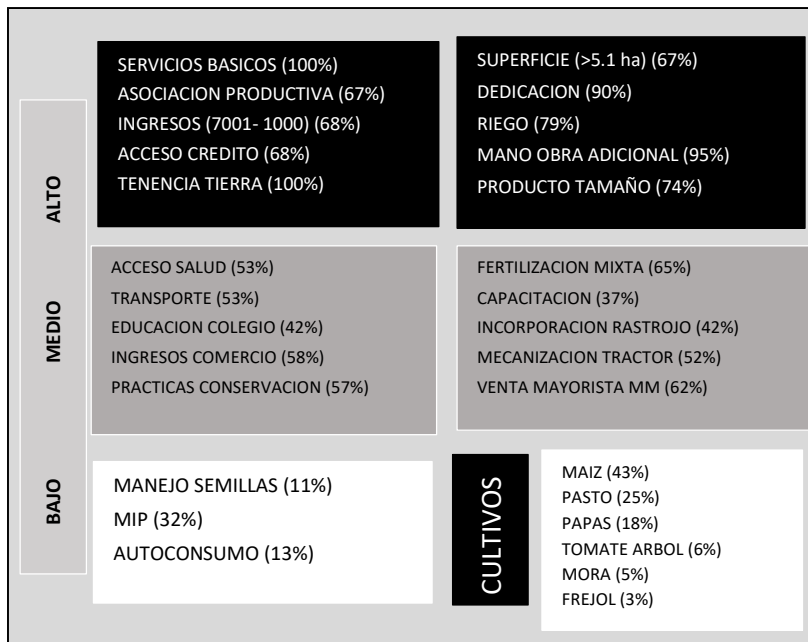 ALTO
SERVICIOS BASICOS (100%)
ASOCIACION PRODUCTIVA (67%)
INGRESOS (7001- 1000) (68%)
ACCESO CREDITO (68%)
TENENCIA TIERRA (100%)
SUPERFICIE (>5.1 ha) (67%)
DEDICACION (90%)
RIEGO (79%)
MANO OBRA ADICIONAL (95%)
PRODUCTO TAMAÑO (74%)
MEDIO
ACCESO SALUD (53%)
TRANSPORTE (53%)
EDUCACION COLEGIO (42%)
INGRESOS COMERCIO (58%)
PRACTICAS CONSERVACION (57%)
FERTILIZACION MIXTA (65%)
CAPACITACION (37%)
INCORPORACION RASTROJO (42%)
MECANIZACION TRACTOR (52%)
VENTA MAYORISTA MM (62%)
BAJO
MANEJO SEMILLAS (11%)
MIP (32%)
AUTOCONSUMO (13%)
CULTIVOS
MAIZ (43%)
PASTO (25%)
PAPAS (18%)
TOMATE ARBOL (6%)
MORA (5%)
FREJOL (3%)